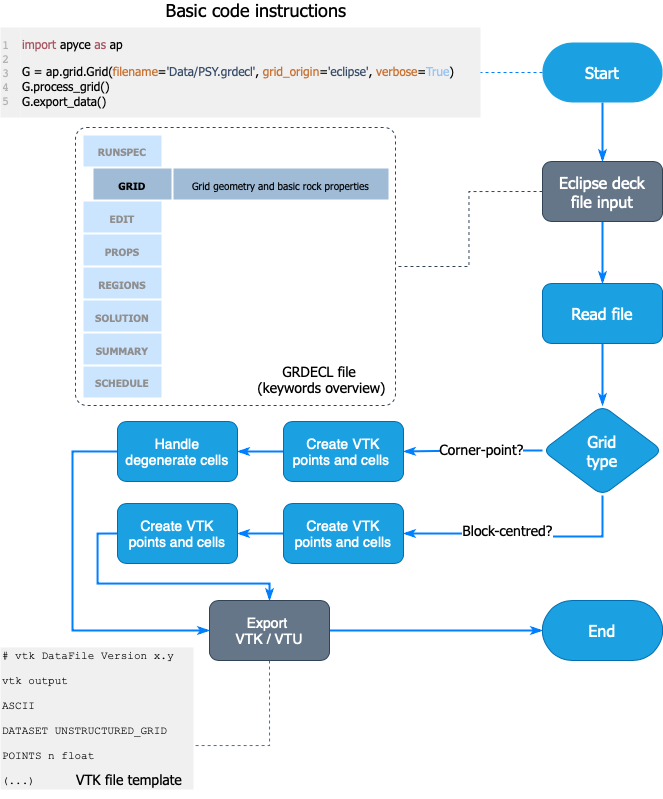 Basic code instructions
1 import apyce as ap
2
3 G = ap.grid.Grid(filename='Data/PSY.grdecl', grid_origin='eclipse', verbose=True)
4 G.process_grid()
5 G.export_data()
Start
RUNSPEC
GRID
Grid geometry and basic rock properties
EDIT
PROPS
REGIONS
SOLUTION
SUMMARY
SCHEDULE
GRDECL file
(keywords overview)
Eclipse deck
file input
Read file
Grid
type
Corner-point?
Create VTK
points and cells
Handle
degenerate cells
Block-centred?
Create VTK
points and cells
Create VTK
points and cells
Export
VTK / VTU
End
# vtk DataFile Version x.y
vtk output
ASCII
DATASET UNSTRUCTURED_GRID
POINTS n float
(...)
VTK file template